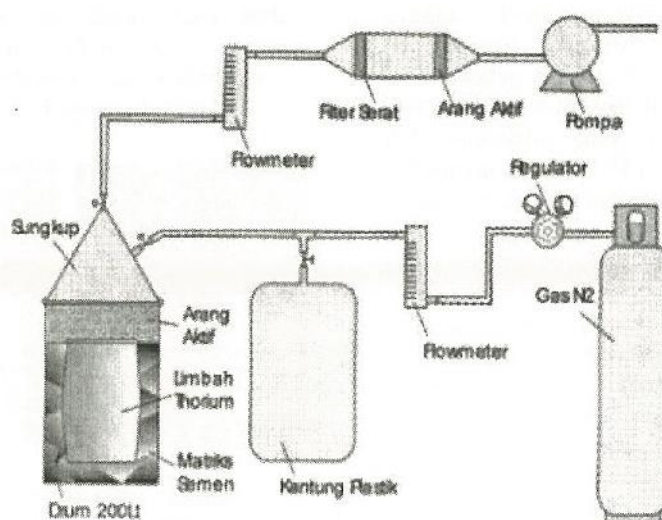 Filter Serat
Arang Aktif
Pompa
Flowmeter
Regulator
Sungkup
Gas N2
Arang
Aktif
Flowmeter
Limbah
Thorium
Matriks
Semen
Kantung Plastik
Drum 200Lt